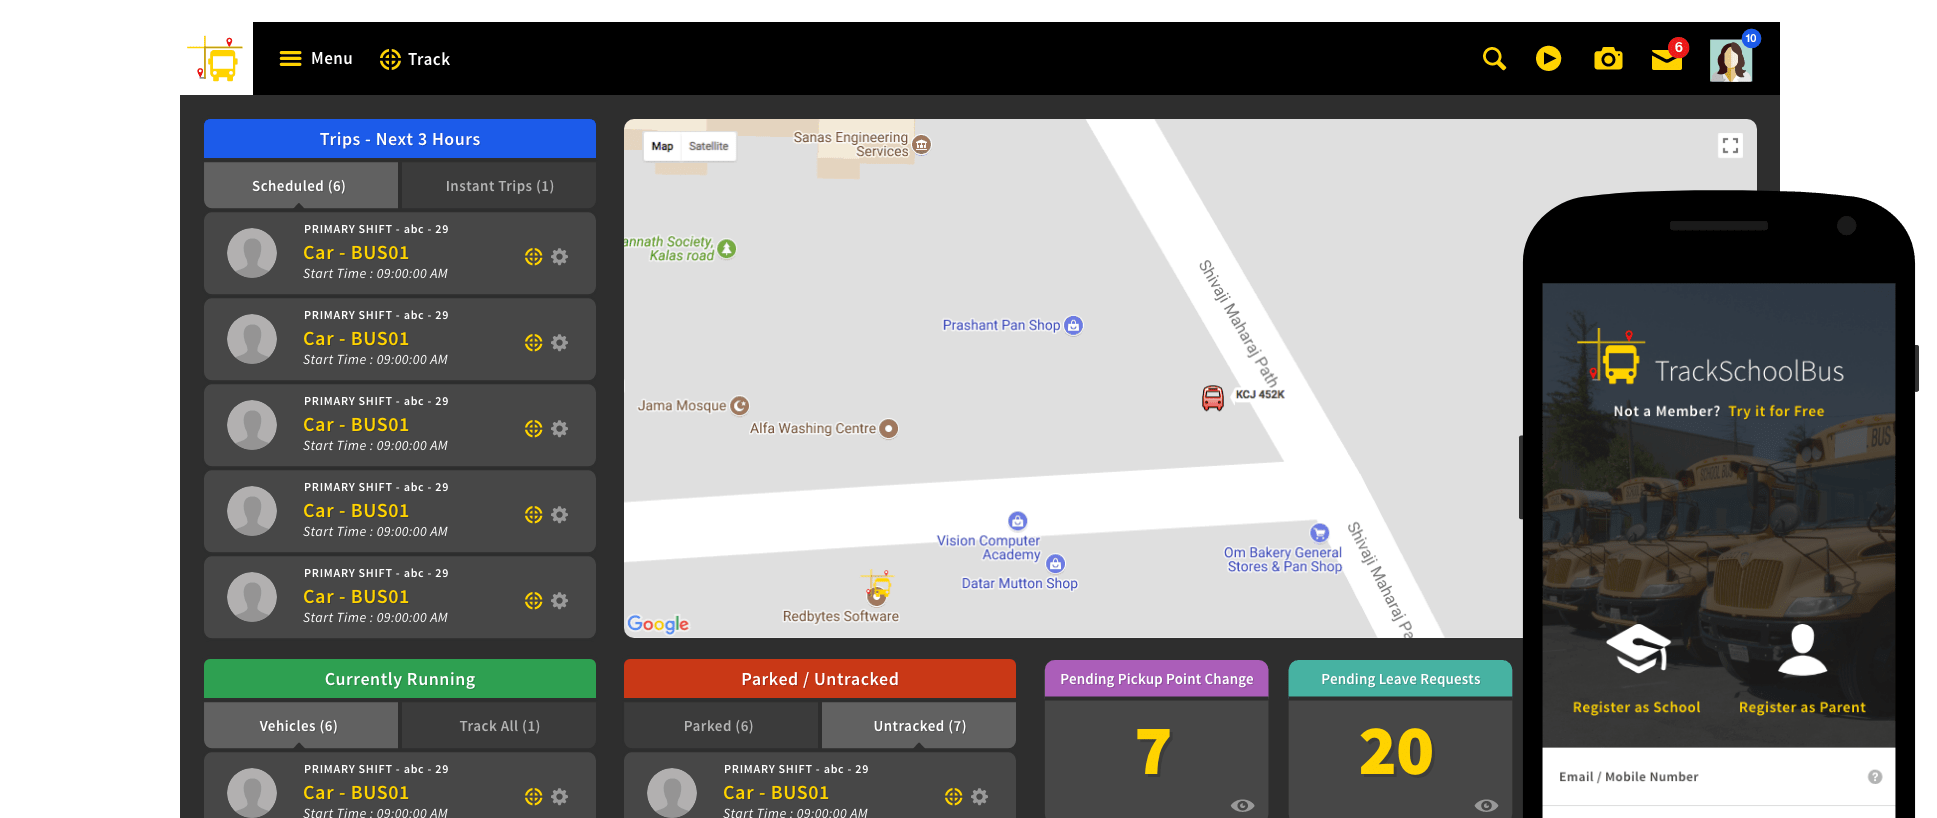 Menu
Track
6
10
Trips - Next 3 Hours
Scheduled (6)
Instant Trips (1)
PRIMARY SHIFT - abc - 29
Car - BUS01
Start Time : 09:00:00 AM
PRIMARY SHIFT - abc - 29
Car - BUS01
Start Time : 09:00:00 AM
PRIMARY SHIFT - abc - 29
Car - BUS01
Start Time : 09:00:00 AM
PRIMARY SHIFT - abc - 29
Car - BUS01
Start Time : 09:00:00 AM
PRIMARY SHIFT - abc - 29
Car - BUS01
Start Time : 09:00:00 AM
Map
Satellite
Sanas Engineering
Services
annath Society,
Kalas road
Shivaji Maharaj Path
Prashant Pan Shop
KCJ 452K
Jama Mosque
Alfa Washing Centre
Vision Computer
Academy
Datar Mutton Shop
Om Bakery General
Stores & Pan Shop
Shivaji Maharaj Pa
Redbytes Software
Google
Currently Running
Vehicles (6)
Track All (1)
PRIMARY SHIFT - abc - 29
Car - BUS01
Start Time : 09:00:00 AM
Parked / Untracked
Parked (6)
Untracked (7)
PRIMARY SHIFT - abc - 29
Car - BUS01
Start Time : 09:00:00 AM
Pending Pickup Point Change
7
Pending Leave Requests
20
TrackSchoolBus
Not a Member? Try it for Free
BUS
SCHOOL BUS
Register as School
Register as Parent
Email / Mobile Number
?